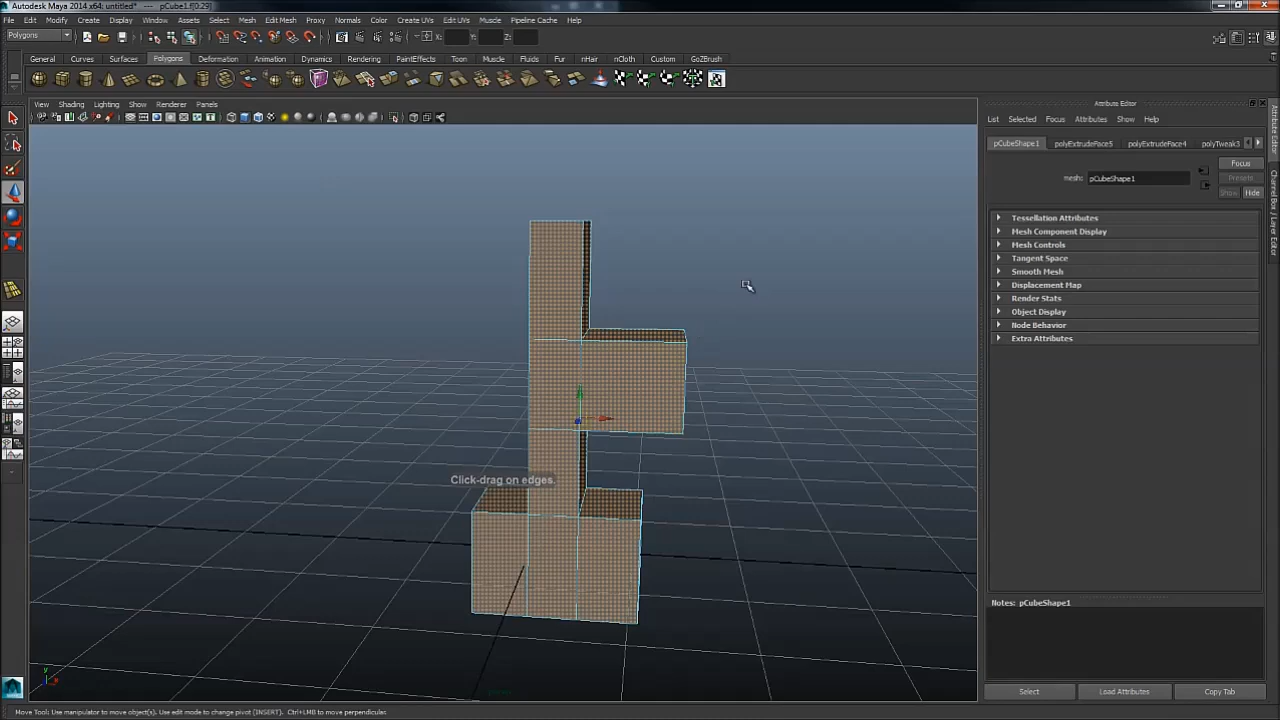 Autodesk Maya 2014 x64: untitled* --- pCube1.f[0:29]
File Edit Modify Create Display Window Assets Select Mesh Edit Mesh Proxy Normals Color Create UVs Edit UVs Muscle Pipeline Cache Help
Polygons X: Y: Z:
General Curves Surfaces Polygons Deformation Animation Dynamics Rendering PaintEffects Toon Muscle Fluids Fur nHair nCloth Custom GoZBrush
View Shading Lighting Show Renderer Panels
Attribute Editor
List Selected Focus Attributes Show Help
pCubeShape1 polyExtrudeFace5 polyExtrudeFace4 polyTweak3
Focus
mesh: pCubeShape1
Presets
Show Hide
Tessellation Attributes
Mesh Component Display
Mesh Controls
Tangent Space
Smooth Mesh
Displacement Map
Render Stats
Object Display
Node Behavior
Extra Attributes
Attribute Editor
Channel Box / Layer Editor
Click-drag on edges.
Notes: pCubeShape1
y
Select Load Attributes Copy Tab
Move Tool: Use manipulator to move object(s). Use edit mode to change pivot (INSERT). Ctrl+LMB to move perpendicular.